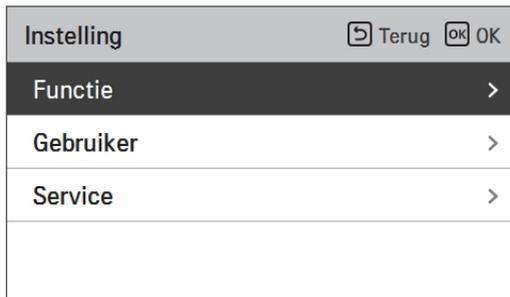 Instelling Terug OK OK
Functie >
Gebruiker >
Service >